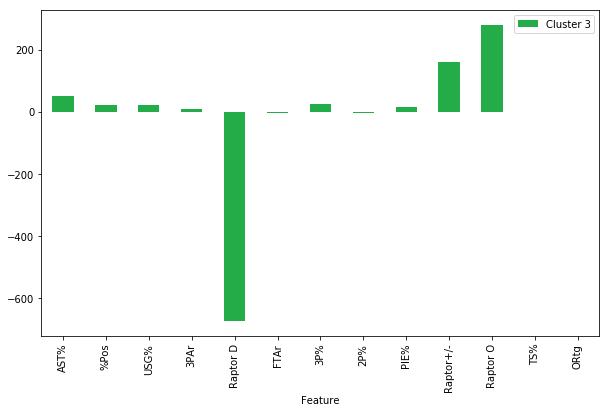 Cluster 3
200
0
−200
−400
−600
AST%
%Pos
USG%
3PAr
Raptor D
FTAr
3P%
2P%
PIE%
Raptor+/-
Raptor O
TS%
ORtg
Feature